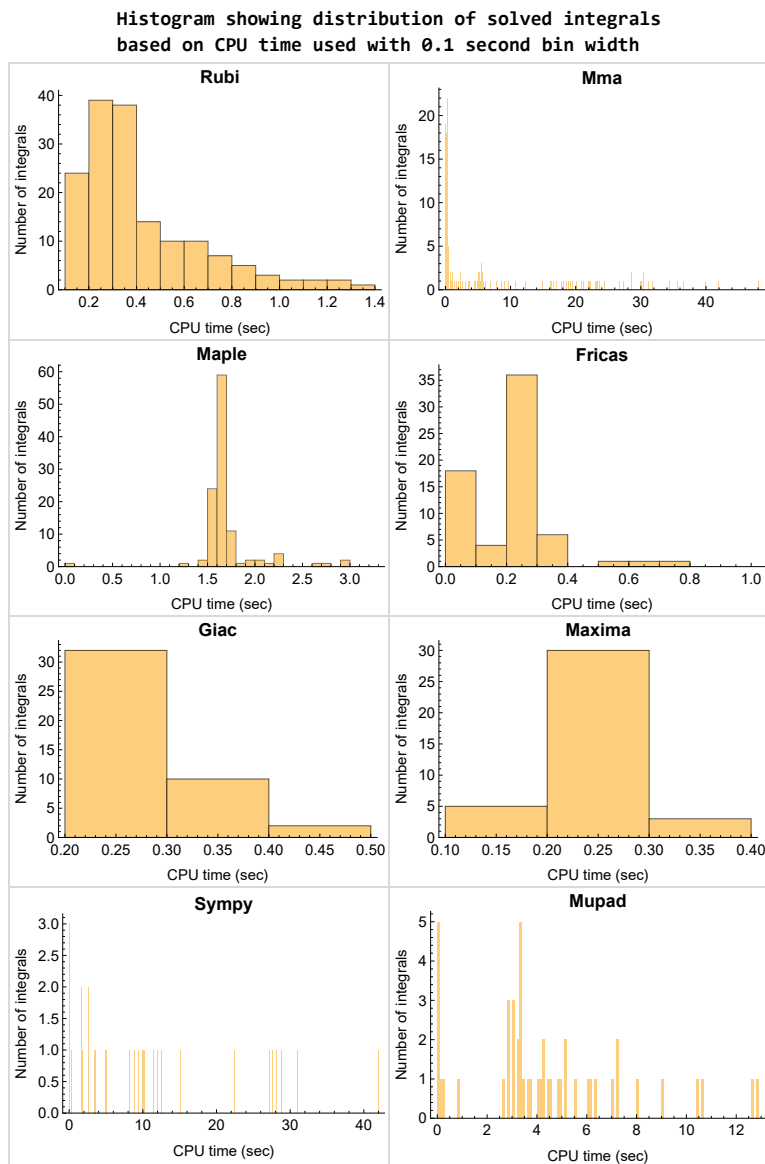 Histogram showing distribution of solved integrals
based on CPU time used with 0.1 second bin width
Rubi
Number of integrals
0
10
20
30
40
0.2 0.4 0.6 0.8 1.0 1.2 1.4
CPU time (sec)
Mma
Number of integrals
0
5
10
15
20
0 10 20 30 40
CPU time (sec)
Maple
Number of integrals
0
10
20
30
40
50
60
0.0 0.5 1.0 1.5 2.0 2.5 3.0
CPU time (sec)
Fricas
Number of integrals
0
5
10
15
20
25
30
35
0.0 0.2 0.4 0.6 0.8 1.0
CPU time (sec)
Giac
Number of integrals
0
5
10
15
20
25
30
0.20 0.25 0.30 0.35 0.40 0.45 0.50
CPU time (sec)
Maxima
Number of integrals
0
5
10
15
20
25
30
0.10 0.15 0.20 0.25 0.30 0.35 0.40
CPU time (sec)
Sympy
Number of integrals
0.0
0.5
1.0
1.5
2.0
2.5
3.0
0 10 20 30 40
CPU time (sec)
Mupad
Number of integrals
0
1
2
3
4
5
0 2 4 6 8 10 12
CPU time (sec)